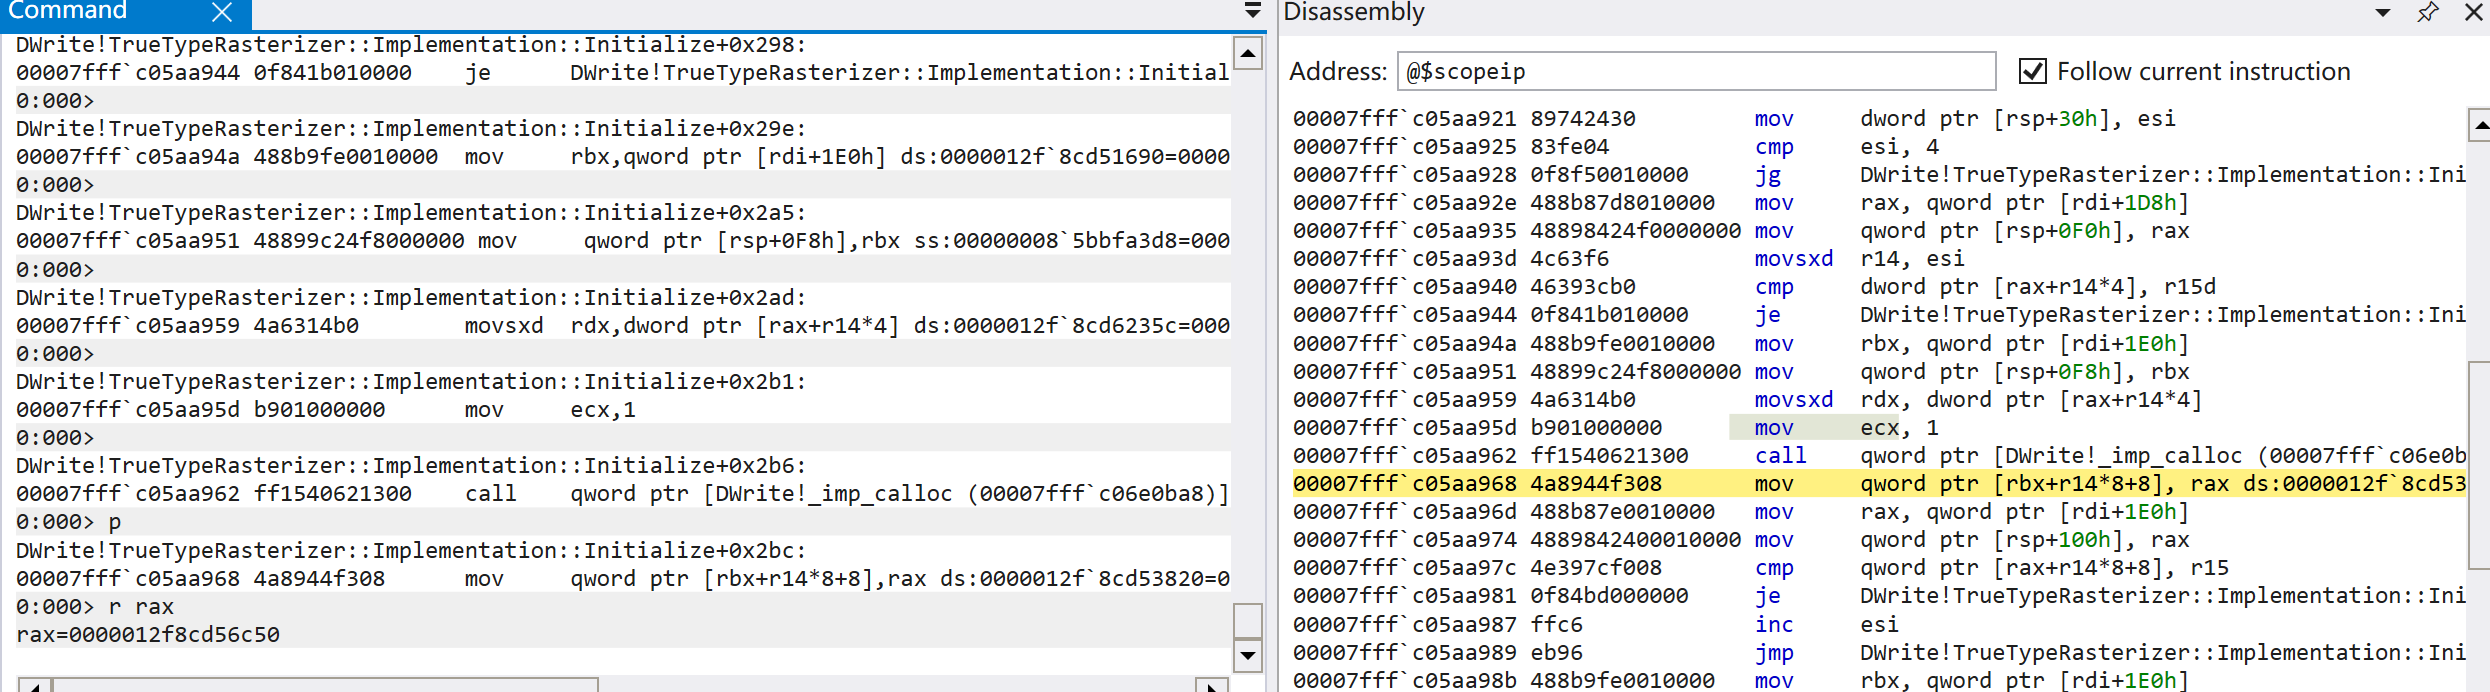 Command
DWrite!TrueTypeRasterizer::Implementation::Initialize+0x298:
00007fff`c05aa944 0f841b010000    je      DWrite!TrueTypeRasterizer::Implementation::Initial
0:000>
DWrite!TrueTypeRasterizer::Implementation::Initialize+0x29e:
00007fff`c05aa94a 488b9fe0010000  mov     rbx,qword ptr [rdi+1E0h] ds:0000012f`8cd51690=0000
0:000>
DWrite!TrueTypeRasterizer::Implementation::Initialize+0x2a5:
00007fff`c05aa951 48899c24f8000000 mov     qword ptr [rsp+0F8h],rbx ss:00000008`5bbfa3d8=000
0:000>
DWrite!TrueTypeRasterizer::Implementation::Initialize+0x2ad:
00007fff`c05aa959 4a6314b0        movsxd  rdx,dword ptr [rax+r14*4] ds:0000012f`8cd6235c=000
0:000>
DWrite!TrueTypeRasterizer::Implementation::Initialize+0x2b1:
00007fff`c05aa95d b901000000      mov     ecx,1
0:000>
DWrite!TrueTypeRasterizer::Implementation::Initialize+0x2b6:
00007fff`c05aa962 ff1540621300    call    qword ptr [DWrite!_imp_calloc (00007fff`c06e0ba8)]
0:000> p
DWrite!TrueTypeRasterizer::Implementation::Initialize+0x2bc:
00007fff`c05aa968 4a8944f308      mov     qword ptr [rbx+r14*8+8],rax ds:0000012f`8cd53820=0
0:000> r rax
rax=0000012f8cd56c50
Disassembly
Address: @$scopeip Follow current instruction
00007fff`c05aa921 89742430         mov     dword ptr [rsp+30h], esi
00007fff`c05aa925 83fe04           cmp     esi, 4
00007fff`c05aa928 0f8f50010000     jg      DWrite!TrueTypeRasterizer::Implementation::Ini
00007fff`c05aa92e 488b87d8010000   mov     rax, qword ptr [rdi+1D8h]
00007fff`c05aa935 48898424f0000000 mov     qword ptr [rsp+0F0h], rax
00007fff`c05aa93d 4c63f6           movsxd  r14, esi
00007fff`c05aa940 46393cb0         cmp     dword ptr [rax+r14*4], r15d
00007fff`c05aa944 0f841b010000     je      DWrite!TrueTypeRasterizer::Implementation::Ini
00007fff`c05aa94a 488b9fe0010000   mov     rbx, qword ptr [rdi+1E0h]
00007fff`c05aa951 48899c24f8000000 mov     qword ptr [rsp+0F8h], rbx
00007fff`c05aa959 4a6314b0         movsxd  rdx, dword ptr [rax+r14*4]
00007fff`c05aa95d b901000000       mov     ecx, 1
00007fff`c05aa962 ff1540621300     call    qword ptr [DWrite!_imp_calloc (00007fff`c06e0b
00007fff`c05aa968 4a8944f308       mov     qword ptr [rbx+r14*8+8], rax ds:0000012f`8cd53
00007fff`c05aa96d 488b87e0010000   mov     rax, qword ptr [rdi+1E0h]
00007fff`c05aa974 4889842400010000 mov     qword ptr [rsp+100h], rax
00007fff`c05aa97c 4e397cf008       cmp     qword ptr [rax+r14*8+8], r15
00007fff`c05aa981 0f84bd000000     je      DWrite!TrueTypeRasterizer::Implementation::Ini
00007fff`c05aa987 ffc6             inc     esi
00007fff`c05aa989 eb96             jmp     DWrite!TrueTypeRasterizer::Implementation::Ini
00007fff`c05aa98b 488b9fe0010000   mov     rbx, qword ptr [rdi+1E0h]